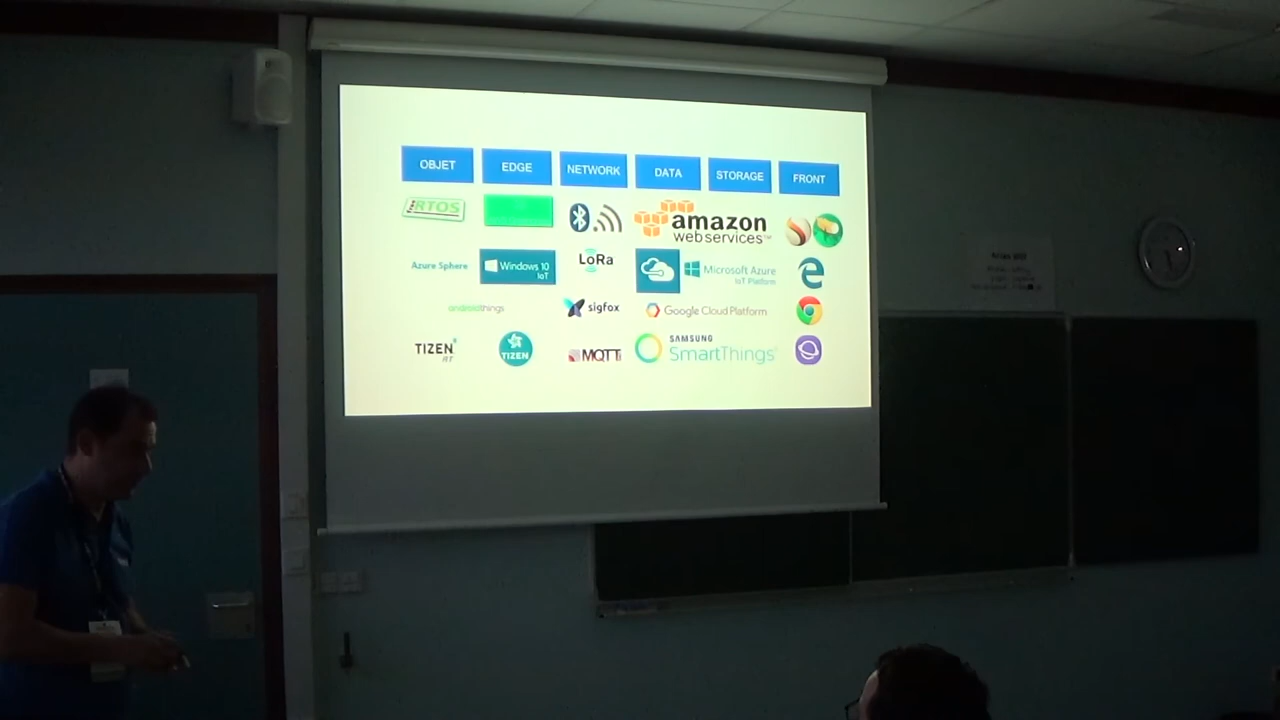 OBJET
EDGE
NETWORK
DATA
STORAGE
FRONT
RTOS
amazon
webservices™
Azure Sphere
Windows 10
IoT
LoRa
Microsoft Azure
IoT Platform
androidthings
sigfox
Google Cloud Platform
TIZEN
RT
TIZEN
MQTT
SAMSUNG
SmartThings